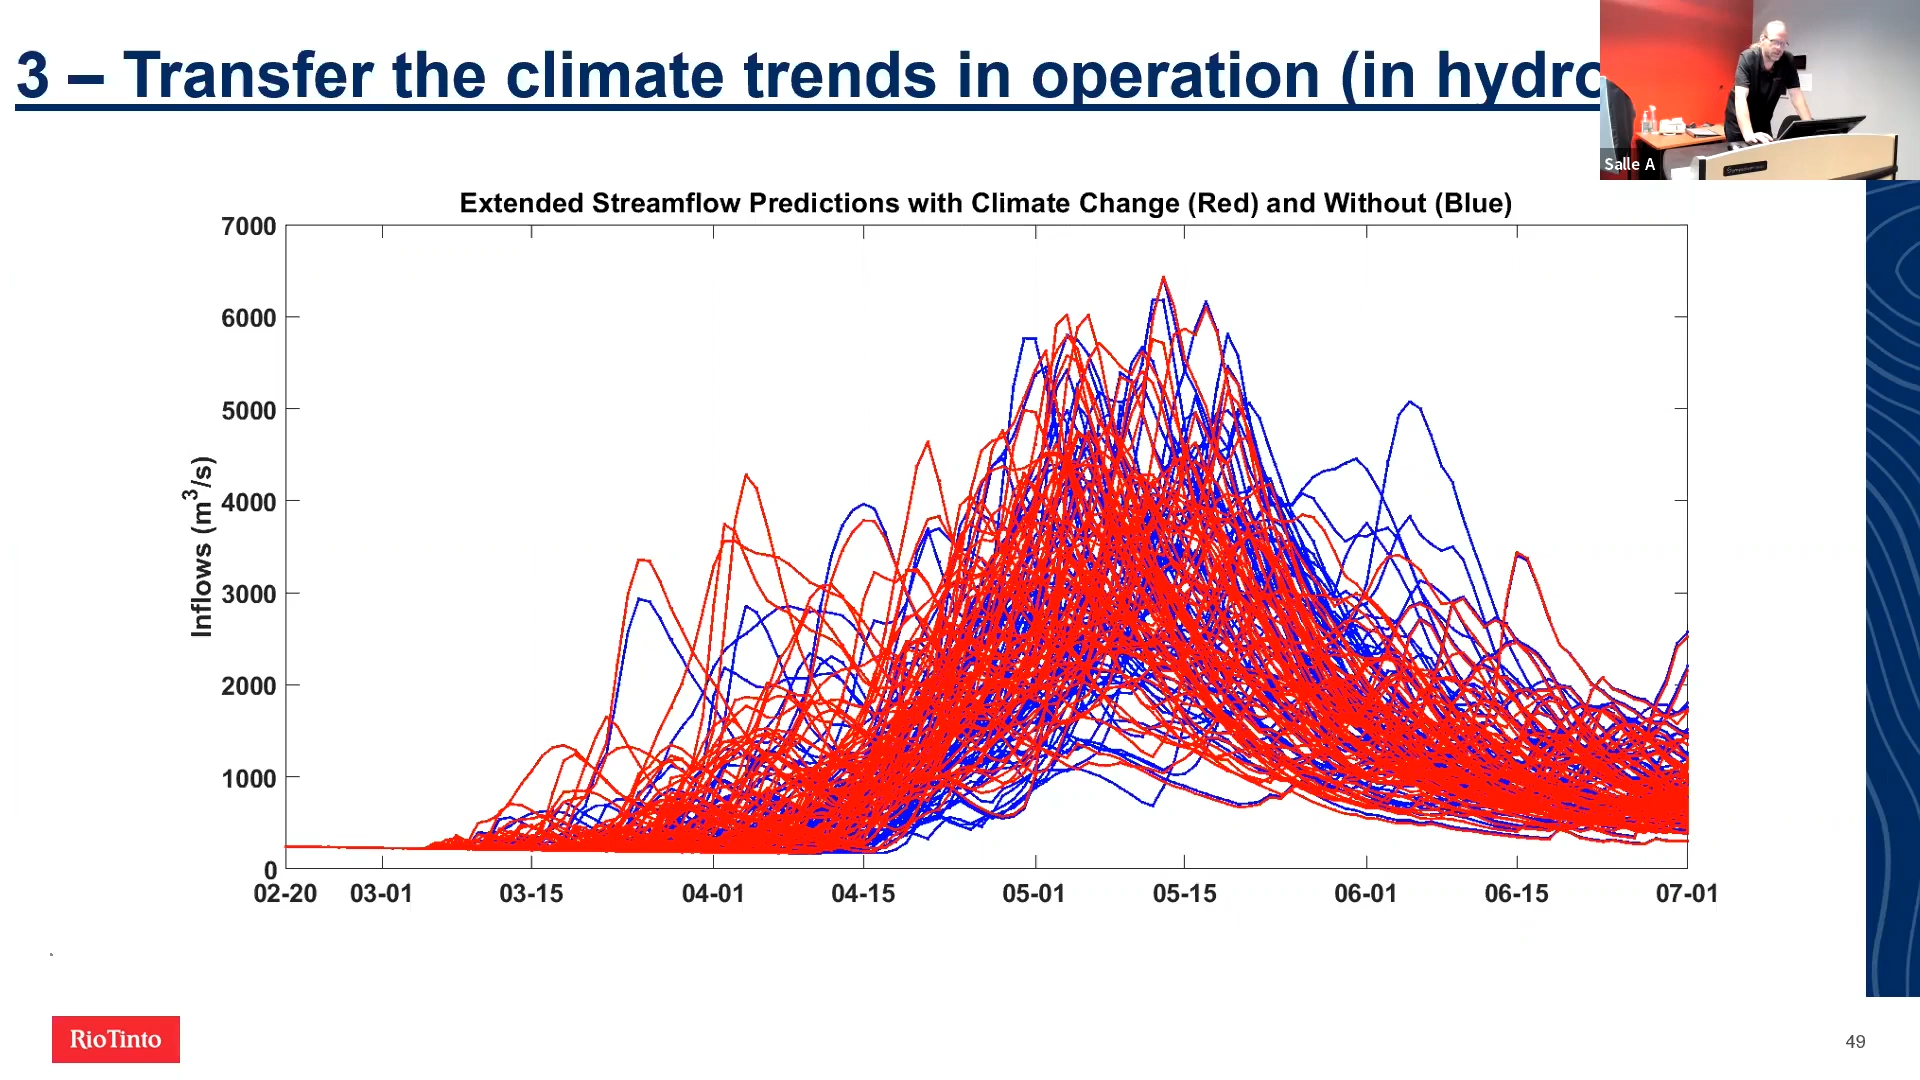 3 – Transfer the climate trends in operation (in hydro
Salle A
Extended Streamflow Predictions with Climate Change (Red) and Without (Blue)
7000
6000
5000
4000
3000
2000
1000
0
Inflows (m³/s)
02-20 03-01 03-15 04-01 04-15 05-01 05-15 06-01 06-15 07-01
RioTinto
49